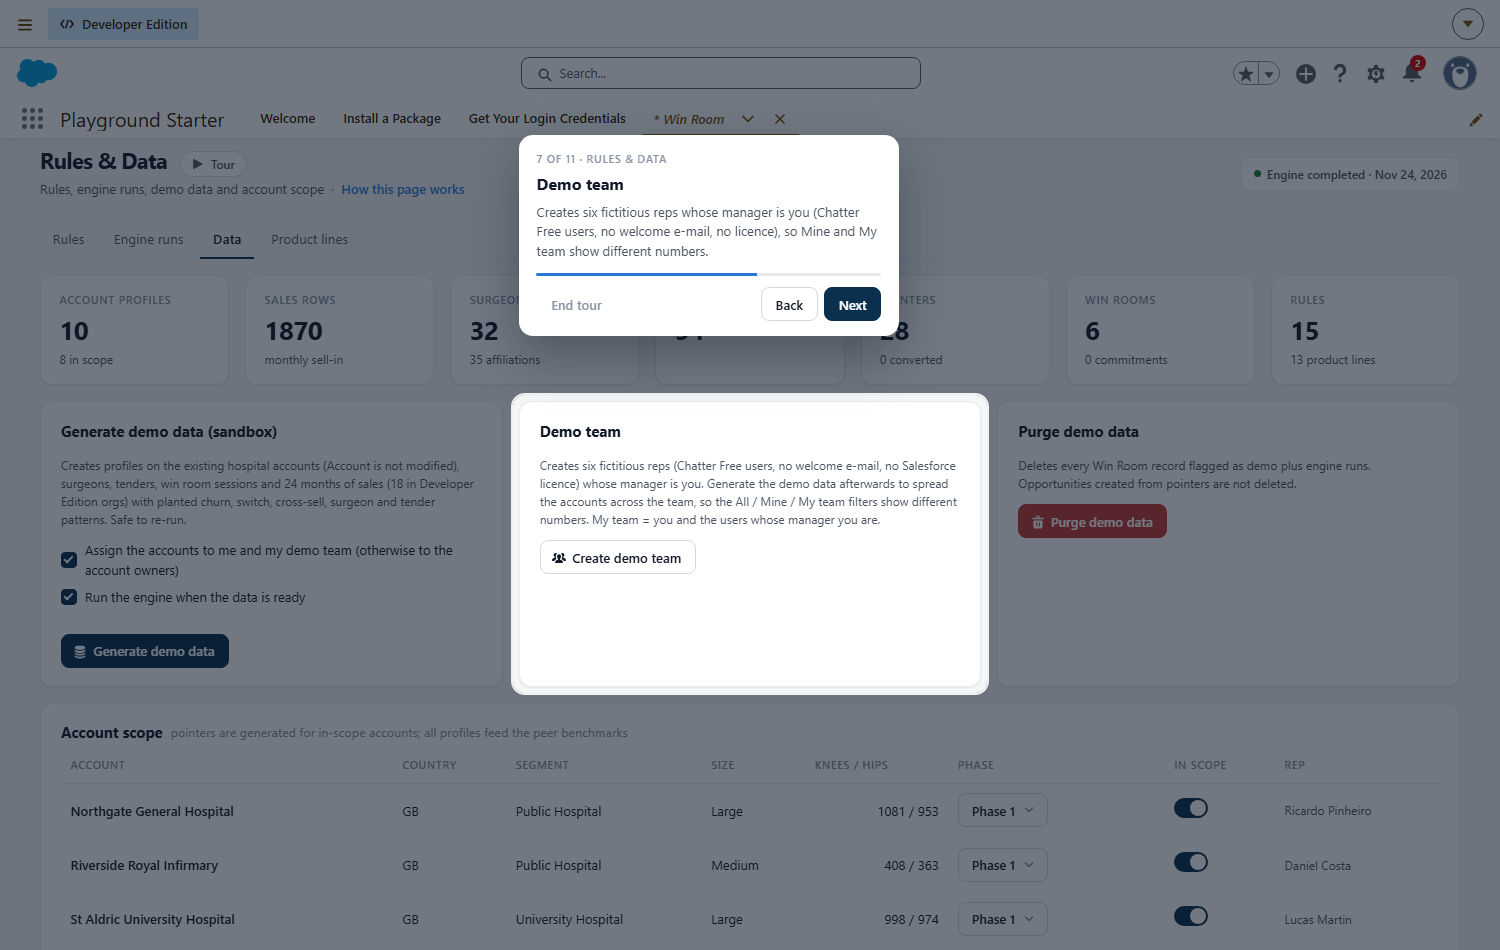 Developer Edition
Search...
2
Playground Starter
Welcome
Install a Package
Get Your Login Credentials
* Win Room
Rules & Data
Tour
Rules, engine runs, demo data and account scope · How this page works
Engine completed · Nov 24, 2026
7 OF 11 · RULES & DATA
Demo team
Creates six fictitious reps whose manager is you (Chatter
Free users, no welcome e-mail, no licence), so Mine and My
team show different numbers.
End tour
Back
Next
Rules
Engine runs
Data
Product lines
ACCOUNT PROFILES
10
8 in scope
SALES ROWS
1870
monthly sell-in
32
35 affiliations
28
0 converted
WIN ROOMS
6
0 commitments
RULES
15
13 product lines
Generate demo data (sandbox)
Creates profiles on the existing hospital accounts (Account is not modified),
surgeons, tenders, win room sessions and 24 months of sales (18 in Developer
Edition orgs) with planted churn, switch, cross-sell, surgeon and tender
patterns. Safe to re-run.
Assign the accounts to me and my demo team (otherwise to the
account owners)
Run the engine when the data is ready
Generate demo data
Demo team
Creates six fictitious reps (Chatter Free users, no welcome e-mail, no Salesforce
licence) whose manager is you. Generate the demo data afterwards to spread
the accounts across the team, so the All / Mine / My team filters show different
numbers. My team = you and the users whose manager you are.
Create demo team
Purge demo data
Deletes every Win Room record flagged as demo plus engine runs.
Opportunities created from pointers are not deleted.
Purge demo data
Account scope pointers are generated for in-scope accounts; all profiles feed the peer benchmarks
ACCOUNT COUNTRY SEGMENT SIZE KNEES / HIPS PHASE IN SCOPE REP
Northgate General Hospital GB Public Hospital Large 1081 / 953 Phase 1 Ricardo Pinheiro
Riverside Royal Infirmary GB Public Hospital Medium 408 / 363 Phase 1 Daniel Costa
St Aldric University Hospital GB University Hospital Large 998 / 974 Phase 1 Lucas Martin